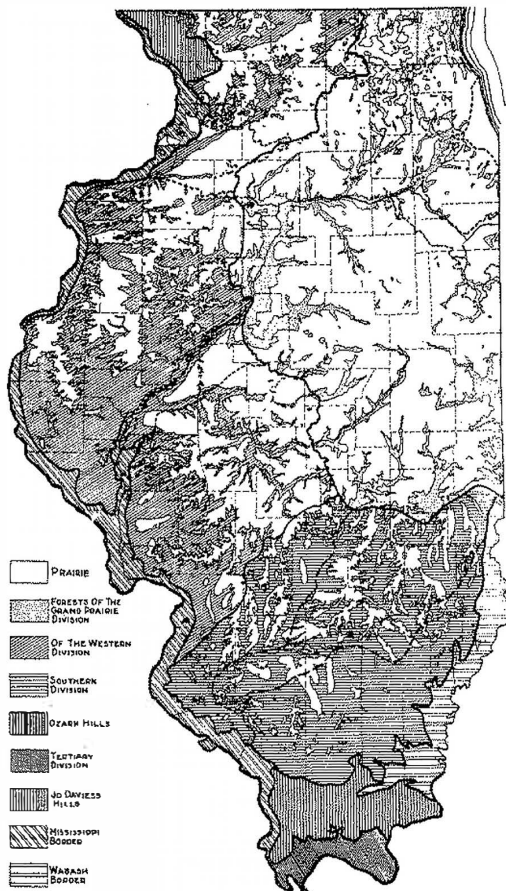 PRAIRIE
FORESTS OF THE
GRAND PRAIRIE
DIVISION
OF THE WESTERN
DIVISION
SOUTHERN
DIVISION
OZARK HILLS
TERTIARY
DIVISION
JO DAVIESS
HILLS
MISSISSIPPI
BORDER
WABASH
BORDER